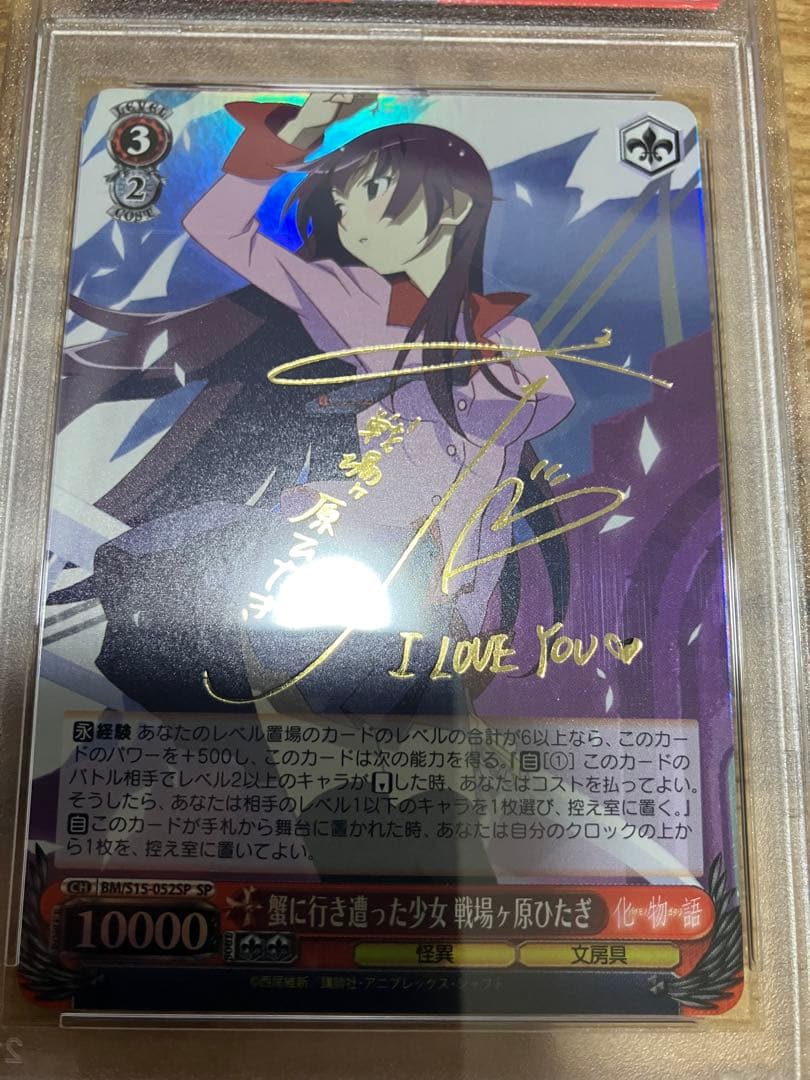 LEVEL
3
2
COST
戦場ヶ原ひたぎ
I LOVE YOU♡
永 経験 あなたのレベル置場のカードのレベルの合計が6以上なら、このカー
ドのパワーを+500し、このカードは次の能力を得る。『自[①] このカードの
バトル相手でレベル2以上のキャラが した時、あなたはコストを払ってよい。
そうしたら、あなたは相手のレベル1以下のキャラを1枚選び、控え室に置く。』
自 このカードが手札から舞台に置かれた時、あなたは自分のクロックの上か
ら1枚を、控え室に置いてよい。
CH BM/S15-052SP SP
10000
蟹に行き遭った少女 戦場ヶ原ひたぎ
化物語
SOUL
怪異
文房具
©西尾維新/講談社・アニプレックス・シャフト